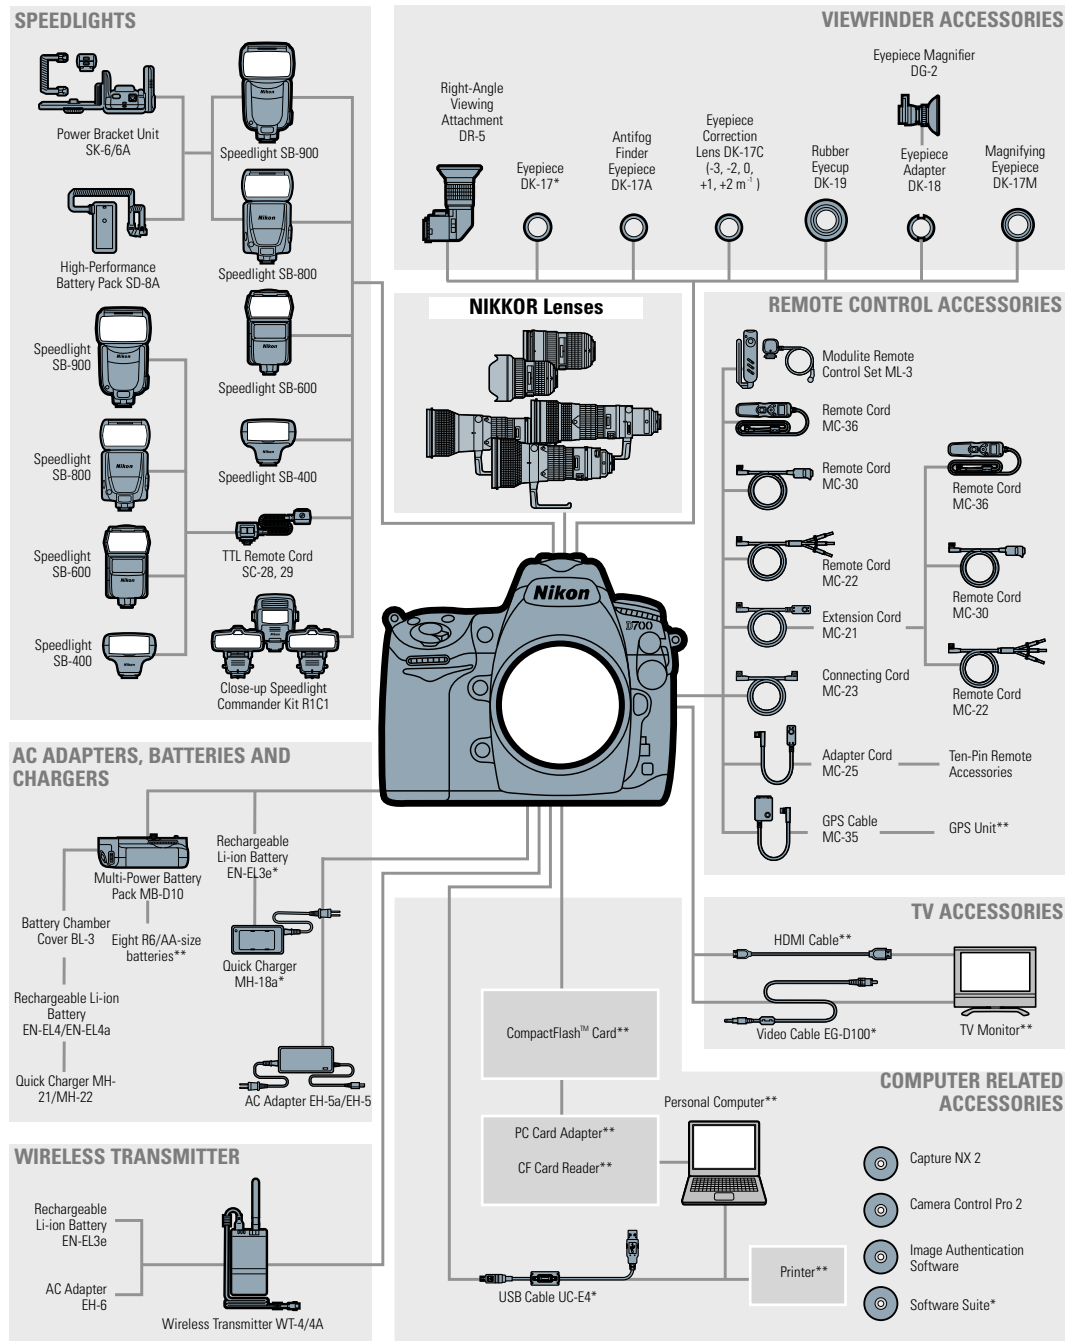 SPEEDLIGHTS
Power Bracket Unit
SK-6/6A
Speedlight SB-900
High-Performance
Battery Pack SD-8A
Speedlight SB-800
Speedlight
SB-900
Speedlight SB-600
Speedlight
SB-800
Speedlight SB-400
Speedlight
SB-600
TTL Remote Cord
SC-28, 29
Speedlight
SB-400
Close-up Speedlight
Commander Kit R1C1
VIEWFINDER ACCESSORIES
Right-Angle
Viewing
Attachment
DR-5
Eyepiece
DK-17*
Antifog
Finder
Eyepiece
DK-17A
Eyepiece
Correction
Lens DK-17C
(-3, -2, 0,
+1, +2 m⁻¹ )
Rubber
Eyecup
DK-19
Eyepiece Magnifier
DG-2
Eyepiece
Adapter
DK-18
Magnifying
Eyepiece
DK-17M
NIKKOR Lenses
Nikon
D700
REMOTE CONTROL ACCESSORIES
Modulite Remote
Control Set ML-3
Remote Cord
MC-36
Remote Cord
MC-30
Remote Cord
MC-22
Extension Cord
MC-21
Connecting Cord
MC-23
Remote Cord
MC-36
Remote Cord
MC-30
Remote Cord
MC-22
Adapter Cord
MC-25
Ten-Pin Remote
Accessories
GPS Cable
MC-35
GPS Unit**
AC ADAPTERS, BATTERIES AND
CHARGERS
Multi-Power Battery
Pack MB-D10
Rechargeable
Li-ion Battery
EN-EL3e*
Battery Chamber
Cover BL-3
Eight R6/AA-size
batteries**
Quick Charger
MH-18a*
Rechargeable Li-ion
Battery
EN-EL4/EN-EL4a
Quick Charger MH-
21/MH-22
AC Adapter EH-5a/EH-5
TV ACCESSORIES
HDMI Cable**
Video Cable EG-D100*
TV Monitor**
WIRELESS TRANSMITTER
Rechargeable
Li-ion Battery
EN-EL3e
AC Adapter
EH-6
Wireless Transmitter WT-4/4A
COMPUTER RELATED
ACCESSORIES
CompactFlash™ Card**
PC Card Adapter**
CF Card Reader**
Personal Computer**
USB Cable UC-E4*
Printer**
Capture NX 2
Camera Control Pro 2
Image Authentication
Software
Software Suite*